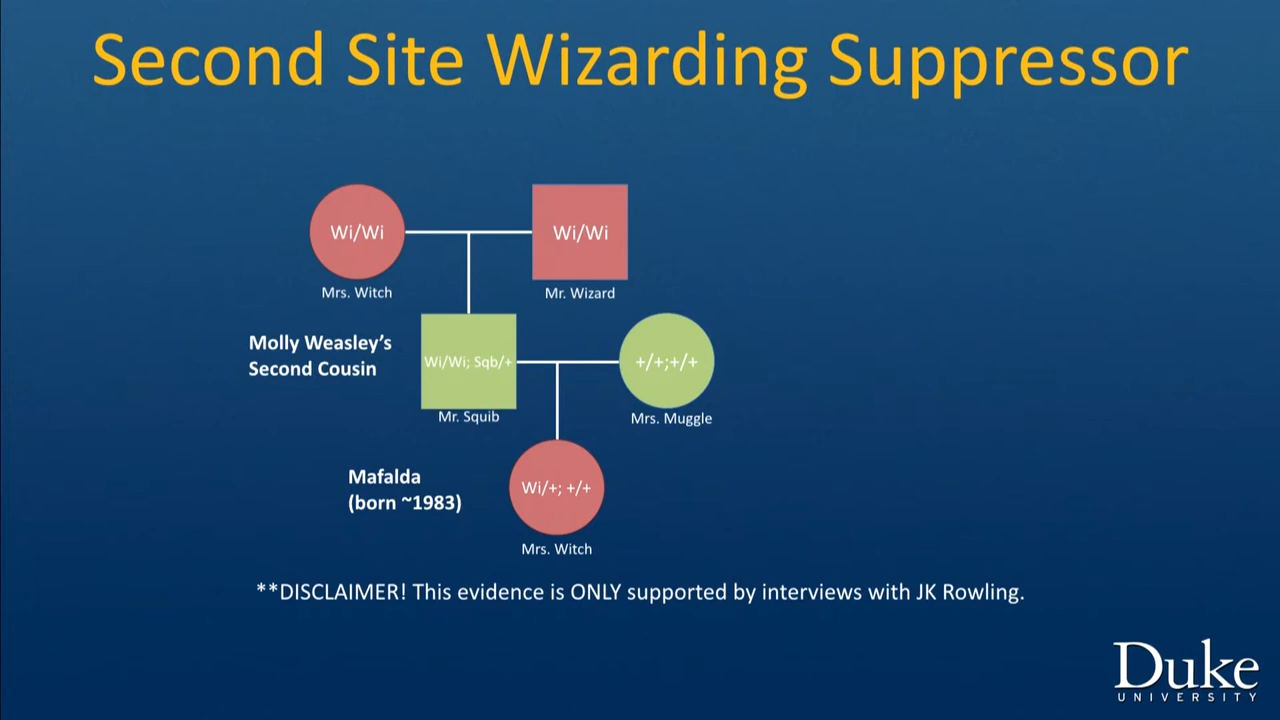 Second Site Wizarding Suppressor
Wi/Wi
Wi/Wi
Mrs. Witch
Mr. Wizard
Molly Weasley's
Second Cousin
Wi/Wi; Sqb/+
+/+;+/+
Mr. Squib
Mrs. Muggle
Mafalda
(born ~1983)
Wi/+; +/+
Mrs. Witch
**DISCLAIMER! This evidence is ONLY supported by interviews with JK Rowling.
Duke
UNIVERSITY